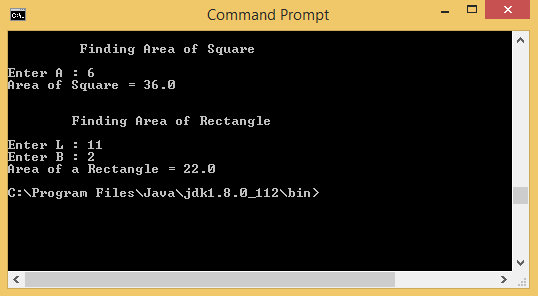 Command Prompt
Finding Area of Square
Enter A : 6
Area of Square = 36.0
Finding Area of Rectangle
Enter L : 11
Enter B : 2
Area of a Rectangle = 22.0
C:\Program Files\Java\jdk1.8.0_112\bin>